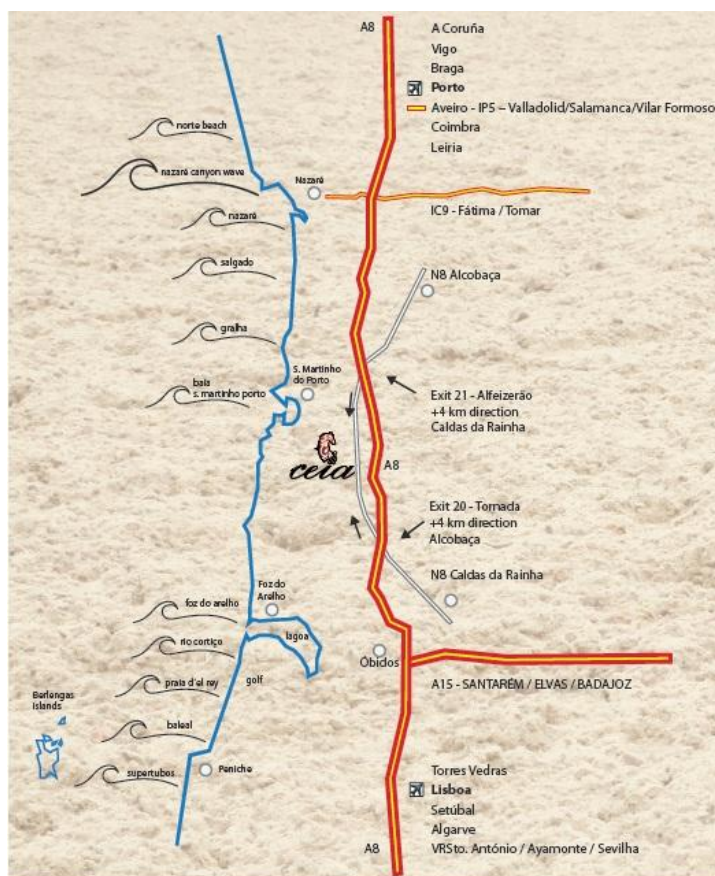 A8
A Coruña
Vigo
Braga
Porto
Aveiro - IP5 – Valladolid/Salamanca/Vilar Formoso
Coimbra
Leiria
norte beach
nazaré canyon wave
Nazaré
IC9 - Fátima / Tomar
nazaré
salgado
N8 Alcobaça
gralha
S. Martinho
do Porto
baía
s. martinho porto
Exit 21 - Alfeizerão
+4 km direction
Caldas da Rainha
ceia
A8
Exit 20 - Tornada
+4 km direction
Alcobaça
N8 Caldas da Rainha
Foz do
Arelho
foz do arelho
lagoa
rio cortiço
Óbidos
golf
praia d'el rey
A15 - SANTARÉM / ELVAS / BADAJOZ
Berlengas
Islands
baleal
supertubos
Peniche
Torres Vedras
Lisboa
Setúbal
Algarve
A8
VRSto. António / Ayamonte / Sevilha